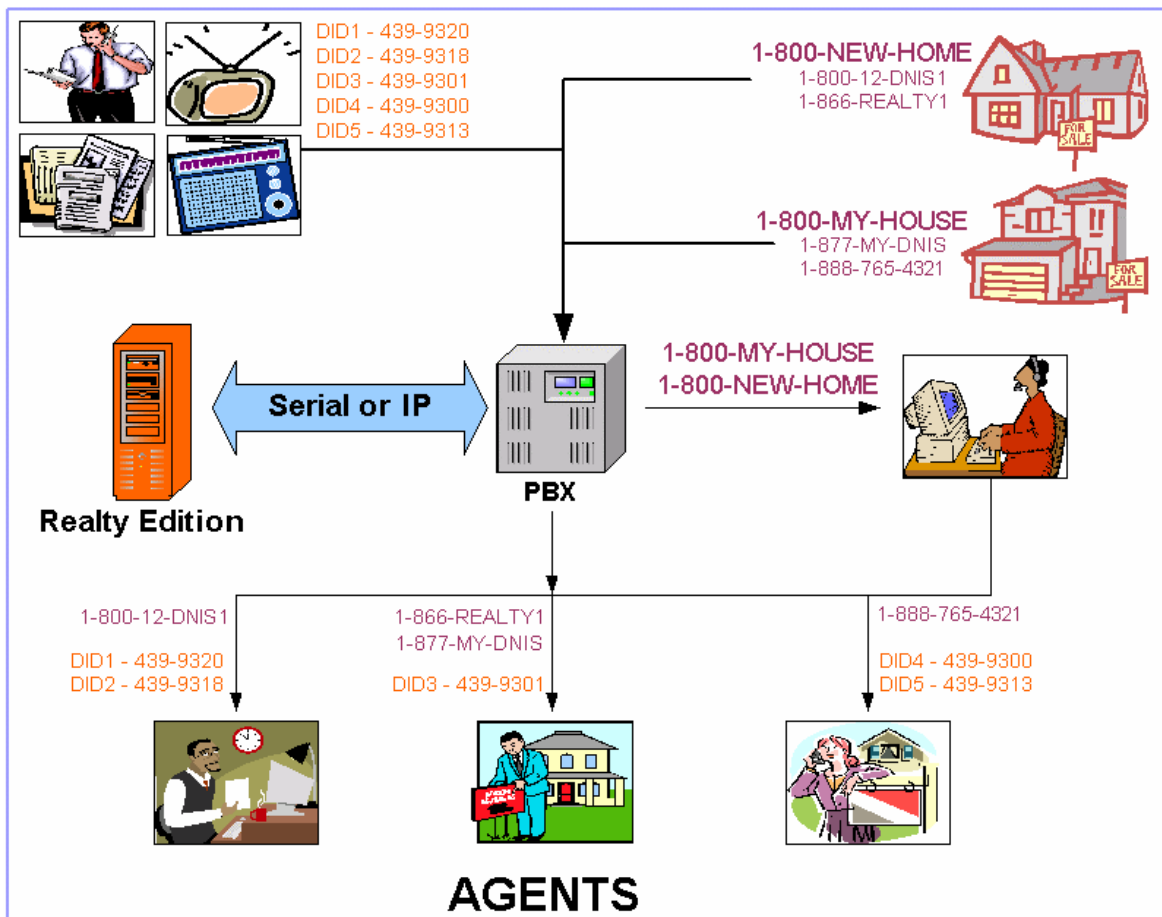 DID1 - 439-9320
DID2 - 439-9318
DID3 - 439-9301
DID4 - 439-9300
DID5 - 439-9313
1-800-NEW-HOME
1-800-12-DNIS1
1-866-REALTY1
FOR
SALE
1-800-MY-HOUSE
1-877-MY-DNIS
1-888-765-4321
FOR
SALE
Serial or IP
Realty Edition
PBX
1-800-MY-HOUSE
1-800-NEW-HOME
1-800-12-DNIS1
DID1 - 439-9320
DID2 - 439-9318
1-866-REALTY1
1-877-MY-DNIS
DID3 - 439-9301
1-888-765-4321
DID4 - 439-9300
DID5 - 439-9313
AGENTS